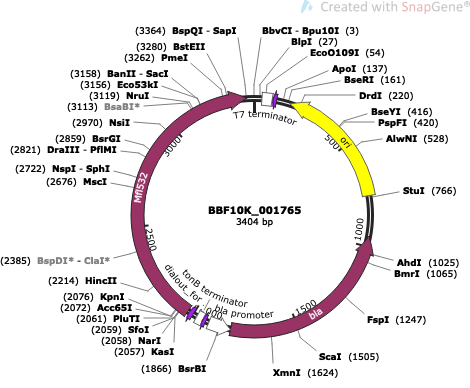 Created with SnapGene®
(3364) BspQI - SapI
(3280) BstEII
(3262) PmeI
(3158) BanII - SacI
(3156) Eco53kI
(3119) NruI
(3113) BsaBI*
(2970) NsiI
(2859) BsrGI
(2821) DraIII - PflMI
(2722) NspI - SphI
(2676) MscI
(2385) BspDI* - ClaI*
(2214) HincII
(2076) KpnI
(2072) Acc65I
(2061) PluTI
(2059) SfoI
(2058) NarI
(2057) KasI
(1866) BsrBI
BbvCI - Bpu10I (3)
BlpI (27)
EcoO109I (54)
ApoI (137)
BseRI (161)
DrdI (220)
BseYI (416)
PspFI (420)
AlwNI (528)
StuI (766)
AhdI (1025)
BmrI (1065)
FspI (1247)
ScaI (1505)
XmnI (1624)
T7 terminator
ori
500
1000
1500
2500
3000
Mfl532
bla
tonB terminator
dialout_for
bla promoter
BBF10K_001765
3404 bp